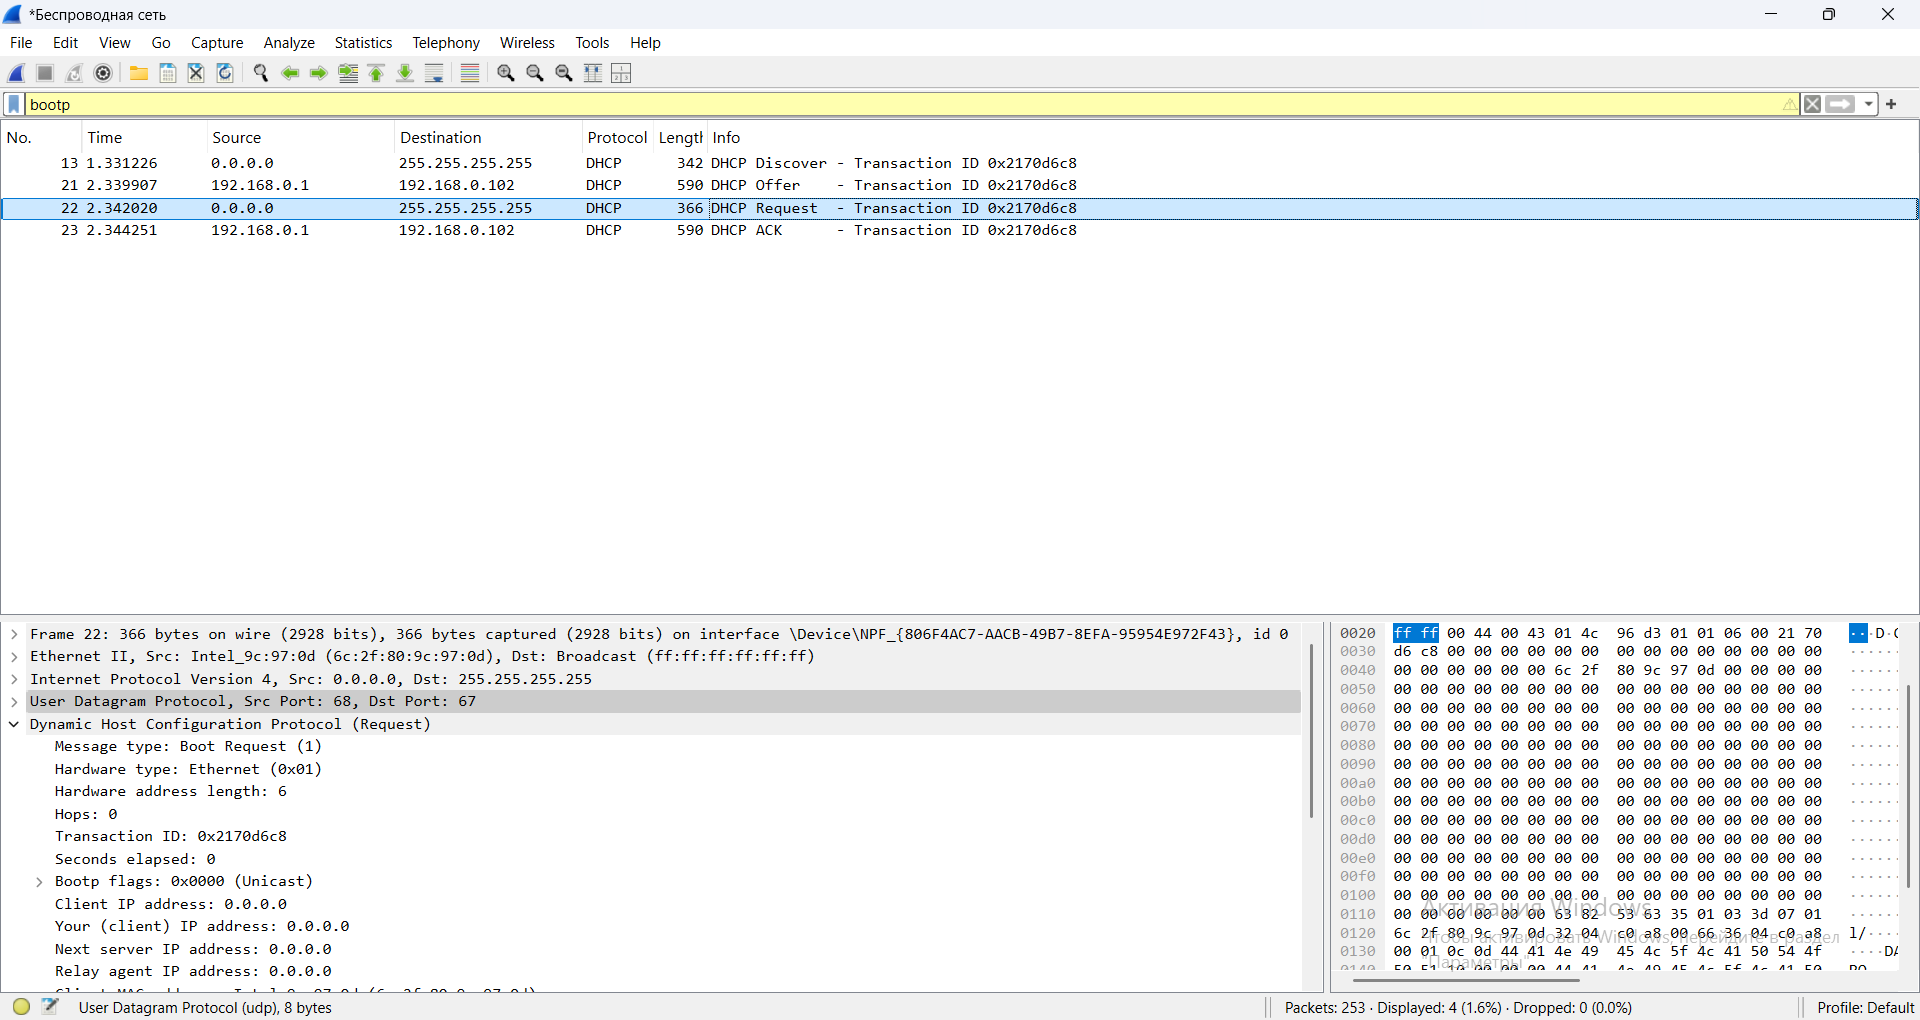 *Беспроводная сеть
File Edit View Go Capture Analyze Statistics Telephony Wireless Tools Help
bootp
No. Time Source Destination Protocol Lengtl Info
13 1.331226 0.0.0.0 255.255.255.255 DHCP 342 DHCP Discover - Transaction ID 0x2170d6c8
21 2.339907 192.168.0.1 192.168.0.102 DHCP 590 DHCP Offer - Transaction ID 0x2170d6c8
22 2.342020 0.0.0.0 255.255.255.255 DHCP 366 DHCP Request - Transaction ID 0x2170d6c8
23 2.344251 192.168.0.1 192.168.0.102 DHCP 590 DHCP ACK - Transaction ID 0x2170d6c8
Frame 22: 366 bytes on wire (2928 bits), 366 bytes captured (2928 bits) on interface \Device\NPF_{806F4AC7-AACB-49B7-8EFA-95954E972F43}, id 0
Ethernet II, Src: Intel_9c:97:0d (6c:2f:80:9c:97:0d), Dst: Broadcast (ff:ff:ff:ff:ff:ff)
Internet Protocol Version 4, Src: 0.0.0.0, Dst: 255.255.255.255
User Datagram Protocol, Src Port: 68, Dst Port: 67
Dynamic Host Configuration Protocol (Request)
Message type: Boot Request (1)
Hardware type: Ethernet (0x01)
Hardware address length: 6
Hops: 0
Transaction ID: 0x2170d6c8
Seconds elapsed: 0
Bootp flags: 0x0000 (Unicast)
Client IP address: 0.0.0.0
Your (client) IP address: 0.0.0.0
Next server IP address: 0.0.0.0
Relay agent IP address: 0.0.0.0
0020 ff ff 00 44 00 43 01 4c 96 d3 01 01 06 00 21 70 ··D·C
0030 d6 c8 00 00 00 00 00 00 00 00 00 00 00 00 00 00 ······
0040 00 00 00 00 00 00 6c 2f 80 9c 97 0d 00 00 00 00 ······
0050 00 00 00 00 00 00 00 00 00 00 00 00 00 00 00 00 ······
0060 00 00 00 00 00 00 00 00 00 00 00 00 00 00 00 00 ······
0070 00 00 00 00 00 00 00 00 00 00 00 00 00 00 00 00 ······
0080 00 00 00 00 00 00 00 00 00 00 00 00 00 00 00 00 ······
0090 00 00 00 00 00 00 00 00 00 00 00 00 00 00 00 00 ······
00a0 00 00 00 00 00 00 00 00 00 00 00 00 00 00 00 00 ······
00b0 00 00 00 00 00 00 00 00 00 00 00 00 00 00 00 00 ······
00c0 00 00 00 00 00 00 00 00 00 00 00 00 00 00 00 00 ······
00d0 00 00 00 00 00 00 00 00 00 00 00 00 00 00 00 00 ······
00e0 00 00 00 00 00 00 00 00 00 00 00 00 00 00 00 00 ······
00f0 00 00 00 00 00 00 00 00 00 00 00 00 00 00 00 00 ······
0100 00 00 00 00 00 00 00 00 00 00 00 00 00 00 00 00 ······
0110 00 00 00 00 00 00 63 82 53 63 35 01 03 3d 07 01 ······
0120 6c 2f 80 9c 97 0d 32 04 c0 a8 00 66 36 04 c0 a8 l/····
0130 00 01 0c 0d 44 41 4e 49 45 4c 5f 4c 41 50 54 4f ····DA
Активация Windows
Чтобы активировать Windows, перейдите в раздел
"Параметры".
User Datagram Protocol (udp), 8 bytes
Packets: 253 · Displayed: 4 (1.6%) · Dropped: 0 (0.0%)
Profile: Default